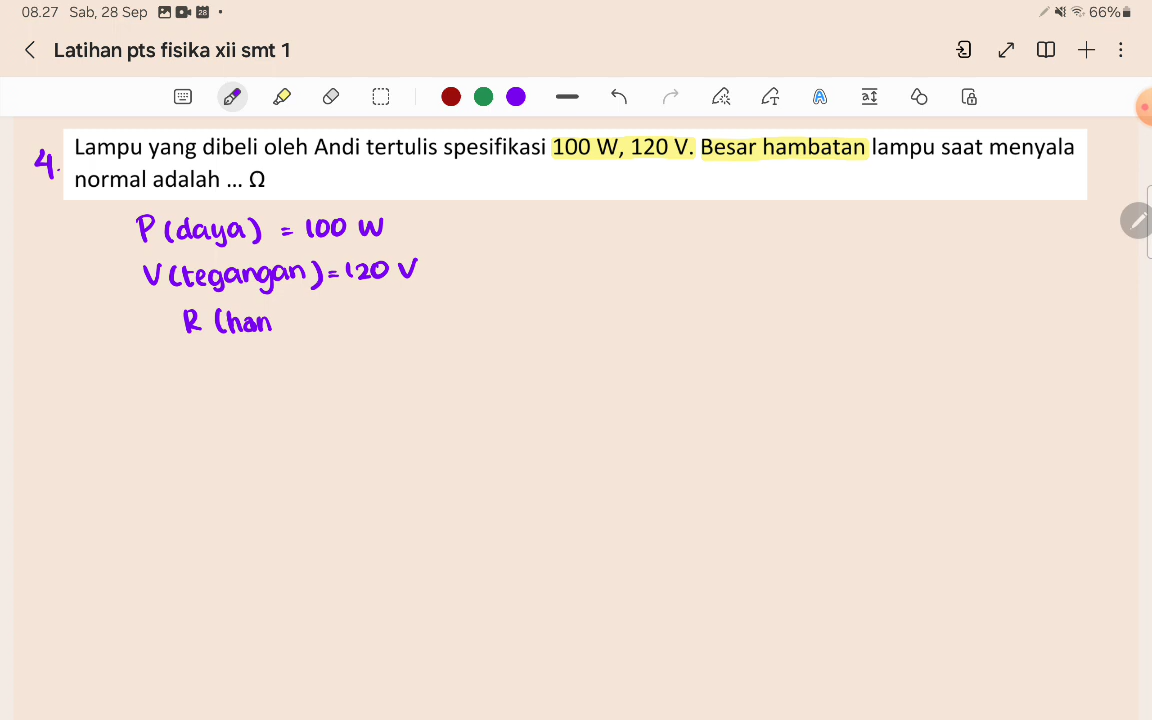 08.27 Sab, 28 Sep 28 66%
Latihan pts fisika xii smt 1
4. Lampu yang dibeli oleh Andi tertulis spesifikasi 100 W, 120 V. Besar hambatan lampu saat menyala
normal adalah ... Ω
P (daya) = 100 W
V (tegangan) = 120 V
R (han